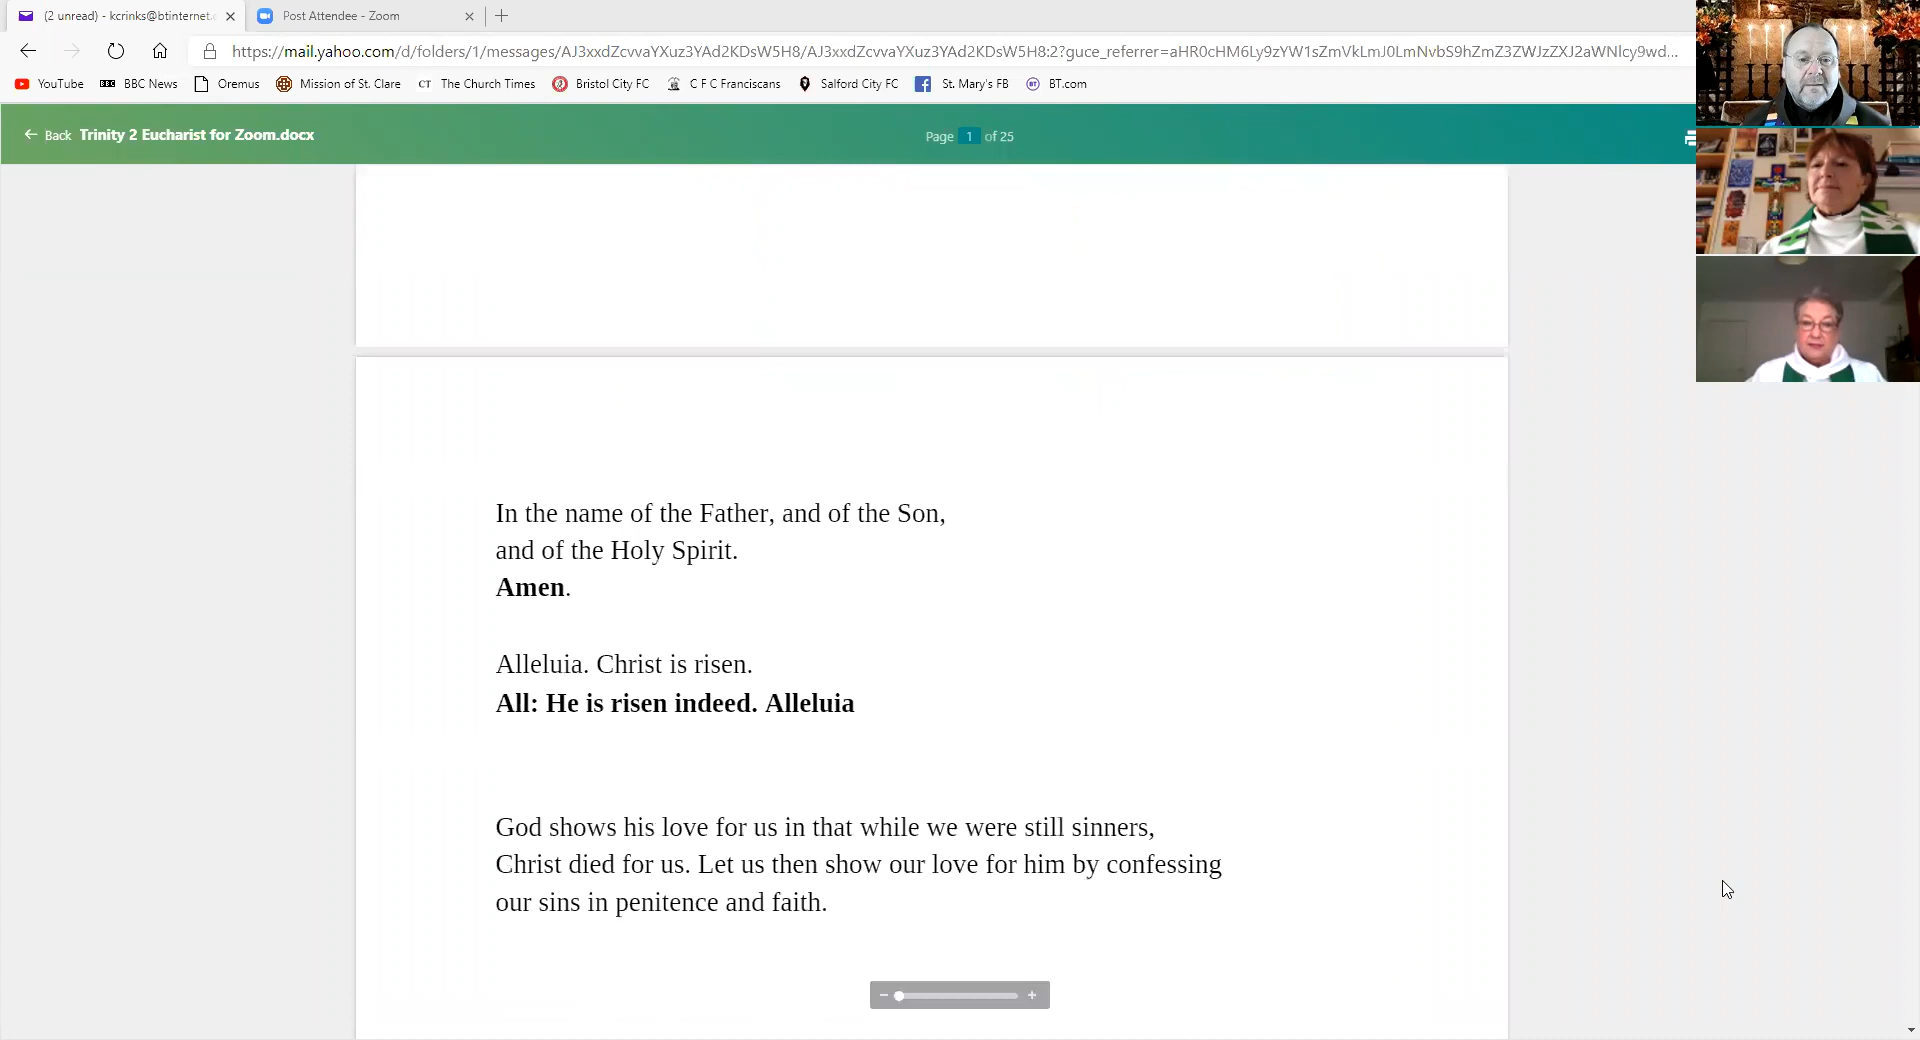 (2 unread) - kcrinks@btinternet.c
Post Attendee - Zoom
https://mail.yahoo.com/d/folders/1/messages/AJ3xxdZcvvaYXuz3YAd2KDsW5H8/AJ3xxdZcvvaYXuz3YAd2KDsW5H8:2?guce_referrer=aHR0cHM6Ly9zYW1sZmVkLmJ0LmNvbS9hZmZ3ZWJzZXJ2aWNlcy9wd...
YouTube BBC News Oremus Mission of St. Clare CT The Church Times Bristol City FC C F C Franciscans Salford City FC St. Mary's FB BT BT.com
Back Trinity 2 Eucharist for Zoom.docx
Page 1 of 25
In the name of the Father, and of the Son,
and of the Holy Spirit.
Amen.
Alleluia. Christ is risen.
All: He is risen indeed. Alleluia
God shows his love for us in that while we were still sinners,
Christ died for us. Let us then show our love for him by confessing
our sins in penitence and faith.